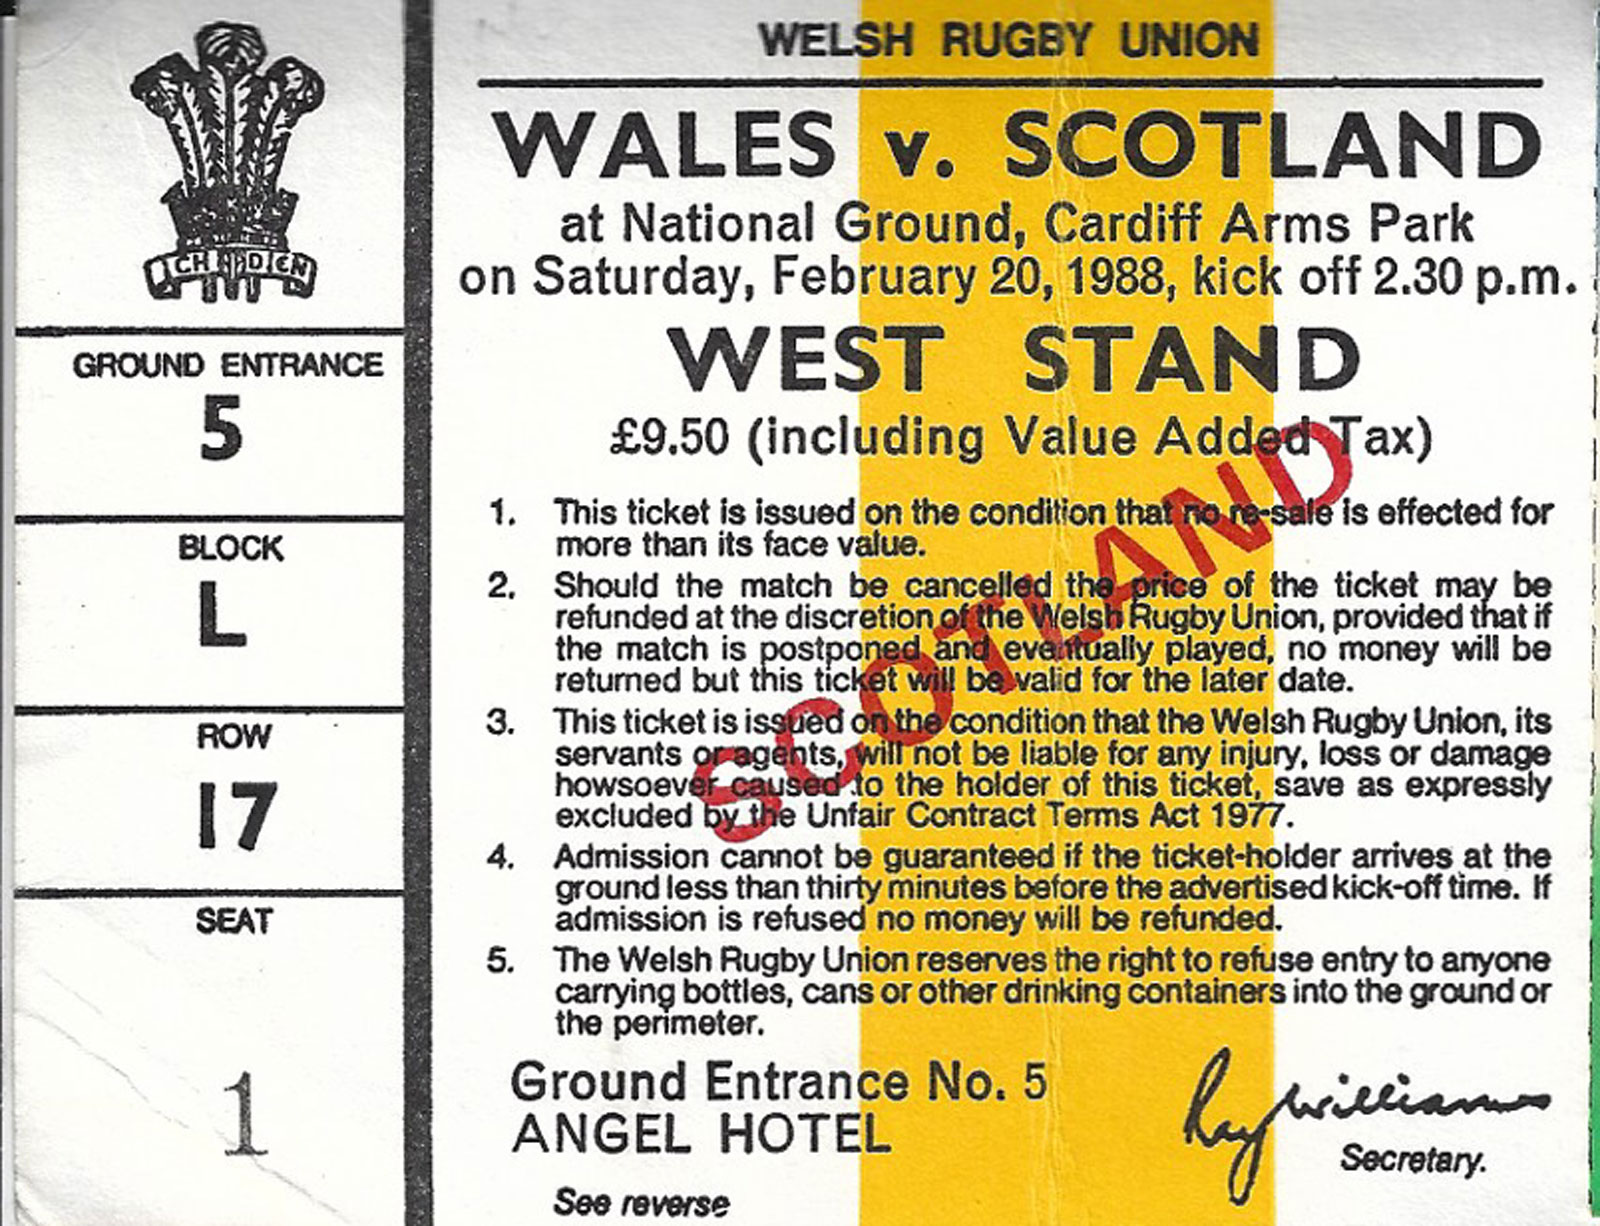 WELSH RUGBY UNION
WALES v. SCOTLAND
at National Ground, Cardiff Arms Park
on Saturday, February 20, 1988, kick off 2.30 p.m.
WEST STAND
£9.50 (including Value Added Tax)
1. This ticket is issued on the condition that no re-sale is effected for
more than its face value.
2. Should the match be cancelled the price of the ticket may be
refunded at the discretion of the Welsh Rugby Union, provided that if
the match is postponed and eventually played, no money will be
returned but this ticket will be valid for the later date.
3. This ticket is issued on the condition that the Welsh Rugby Union, its
servants or agents, will not be liable for any injury, loss or damage
howsoever caused to the holder of this ticket, save as expressly
excluded by the Unfair Contract Terms Act 1977.
4. Admission cannot be guaranteed if the ticket-holder arrives at the
ground less than thirty minutes before the advertised kick-off time. If
admission is refused no money will be refunded.
5. The Welsh Rugby Union reserves the right to refuse entry to anyone
carrying bottles, cans or other drinking containers into the ground or
the perimeter.
SCOTLAND
Ground Entrance No. 5
ANGEL HOTEL
Ray Williams
Secretary.
See reverse
ICH DIEN
GROUND ENTRANCE
5
BLOCK
L
ROW
17
SEAT
1